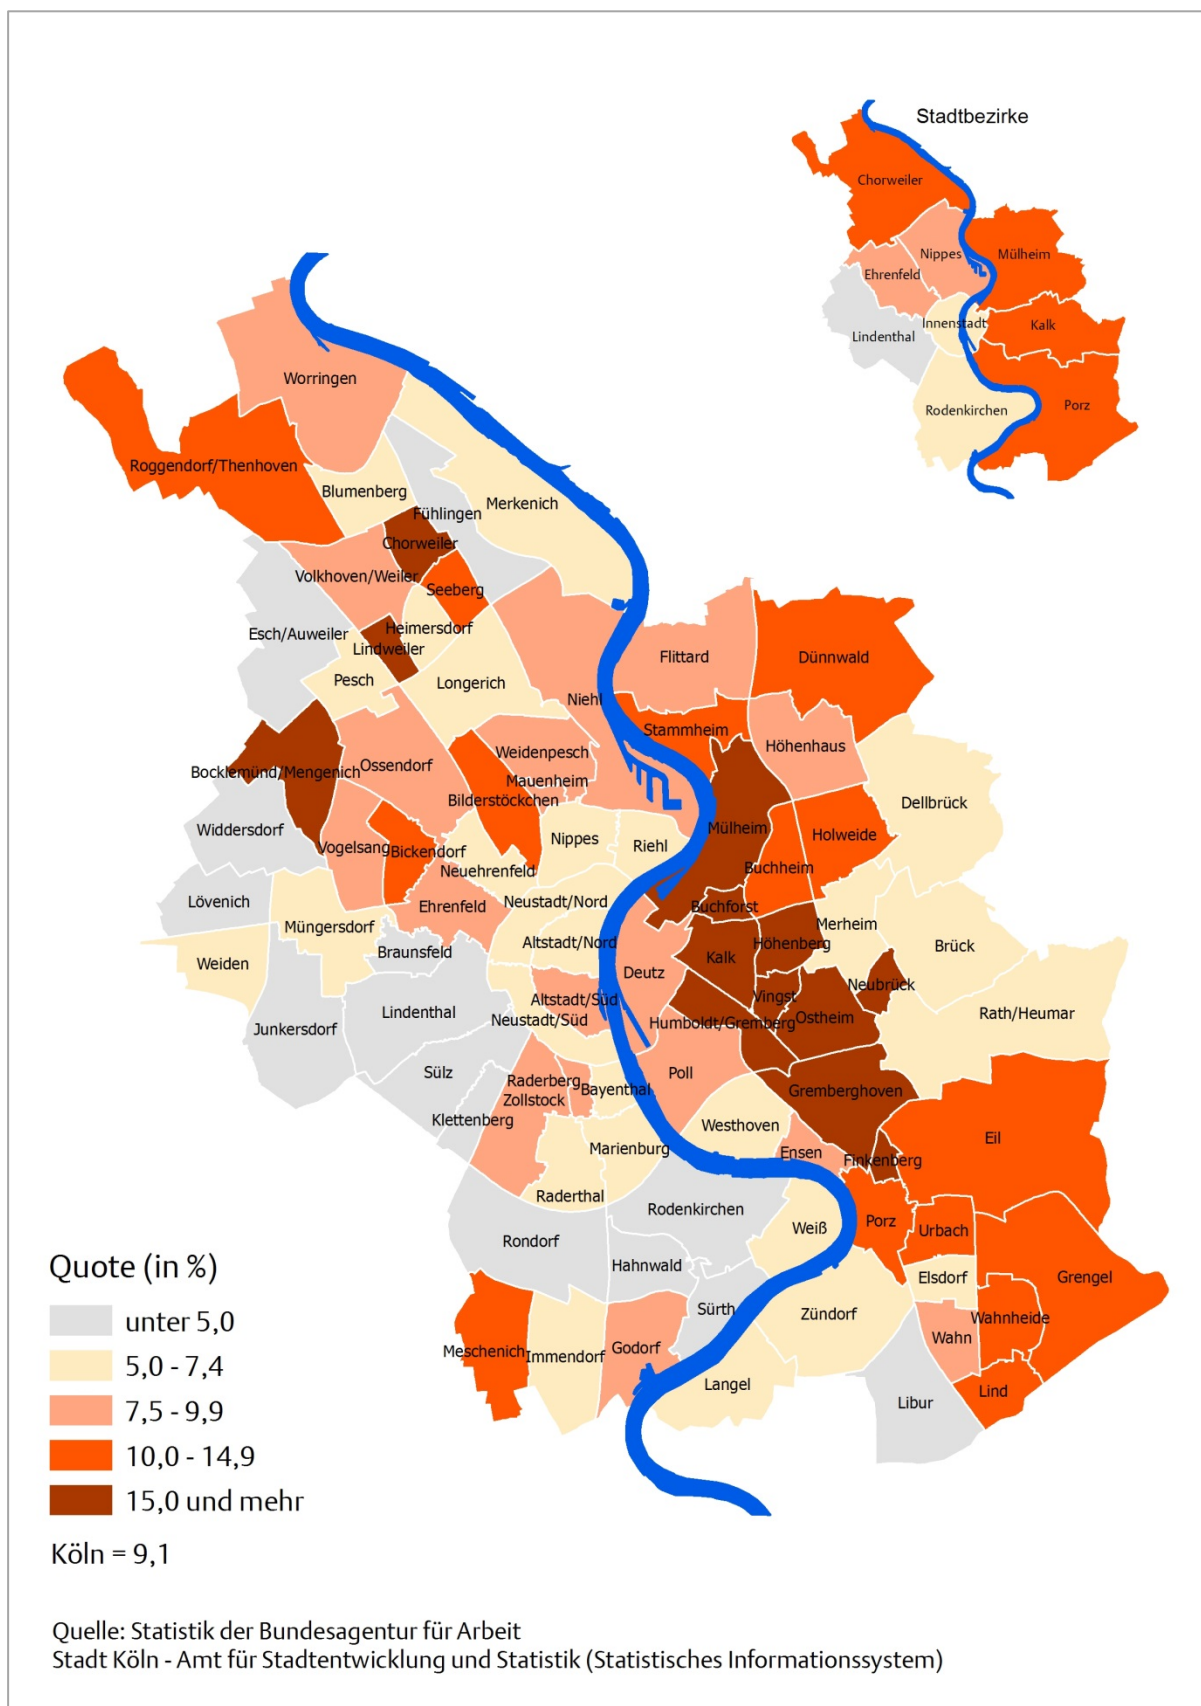 Stadtbezirke
Chorweiler
Nippes
Mülheim
Ehrenfeld
Innenstadt
Kalk
Lindenthal
Rodenkirchen
Porz
Worringen
Roggendorf/Thenhoven
Blumenberg
Merkenich
Fühlingen
Chorweiler
Volkhoven/Weiler
Seeberg
Esch/Auweiler
Heimersdorf
Lindweiler
Pesch
Longerich
Niehl
Flittard
Dünnwald
Stammheim
Höhenhaus
Weidenpesch
Ossendorf
Bocklemünd/Mengenich
Mauenheim
Bilderstöckchen
Dellbrück
Widdersdorf
Mülheim
Holweide
Nippes
Riehl
Vogelsang
Bickendorf
Neuehrenfeld
Buchheim
Lövenich
Ehrenfeld
Neustadt/Nord
Buchforst
Müngersdorf
Merheim
Braunsfeld
Altstadt/Nord
Höhenberg
Brück
Weiden
Kalk
Deutz
Neubrück
Vingst
Altstadt/Süd
Lindenthal
Neustadt/Süd
Humboldt/Gremberg
Ostheim
Rath/Heumar
Junkersdorf
Sülz
Poll
Raderberg
Zollstock
Bayenthal
Gremberghoven
Klettenberg
Westhoven
Eil
Marienburg
Ensen
Finkenberg
Raderthal
Rodenkirchen
Weiß
Porz
Urbach
Rondorf
Hahnwald
Elsdorf
Grengel
Sürth
Zündorf
Wahnheide
Wahn
Meschenich
Immendorf
Godorf
Langel
Lind
Libur
Quote (in %)
unter 5,0
5,0 - 7,4
7,5 - 9,9
10,0 - 14,9
15,0 und mehr
Köln = 9,1
Quelle: Statistik der Bundesagentur für Arbeit
Stadt Köln - Amt für Stadtentwicklung und Statistik (Statistisches Informationssystem)